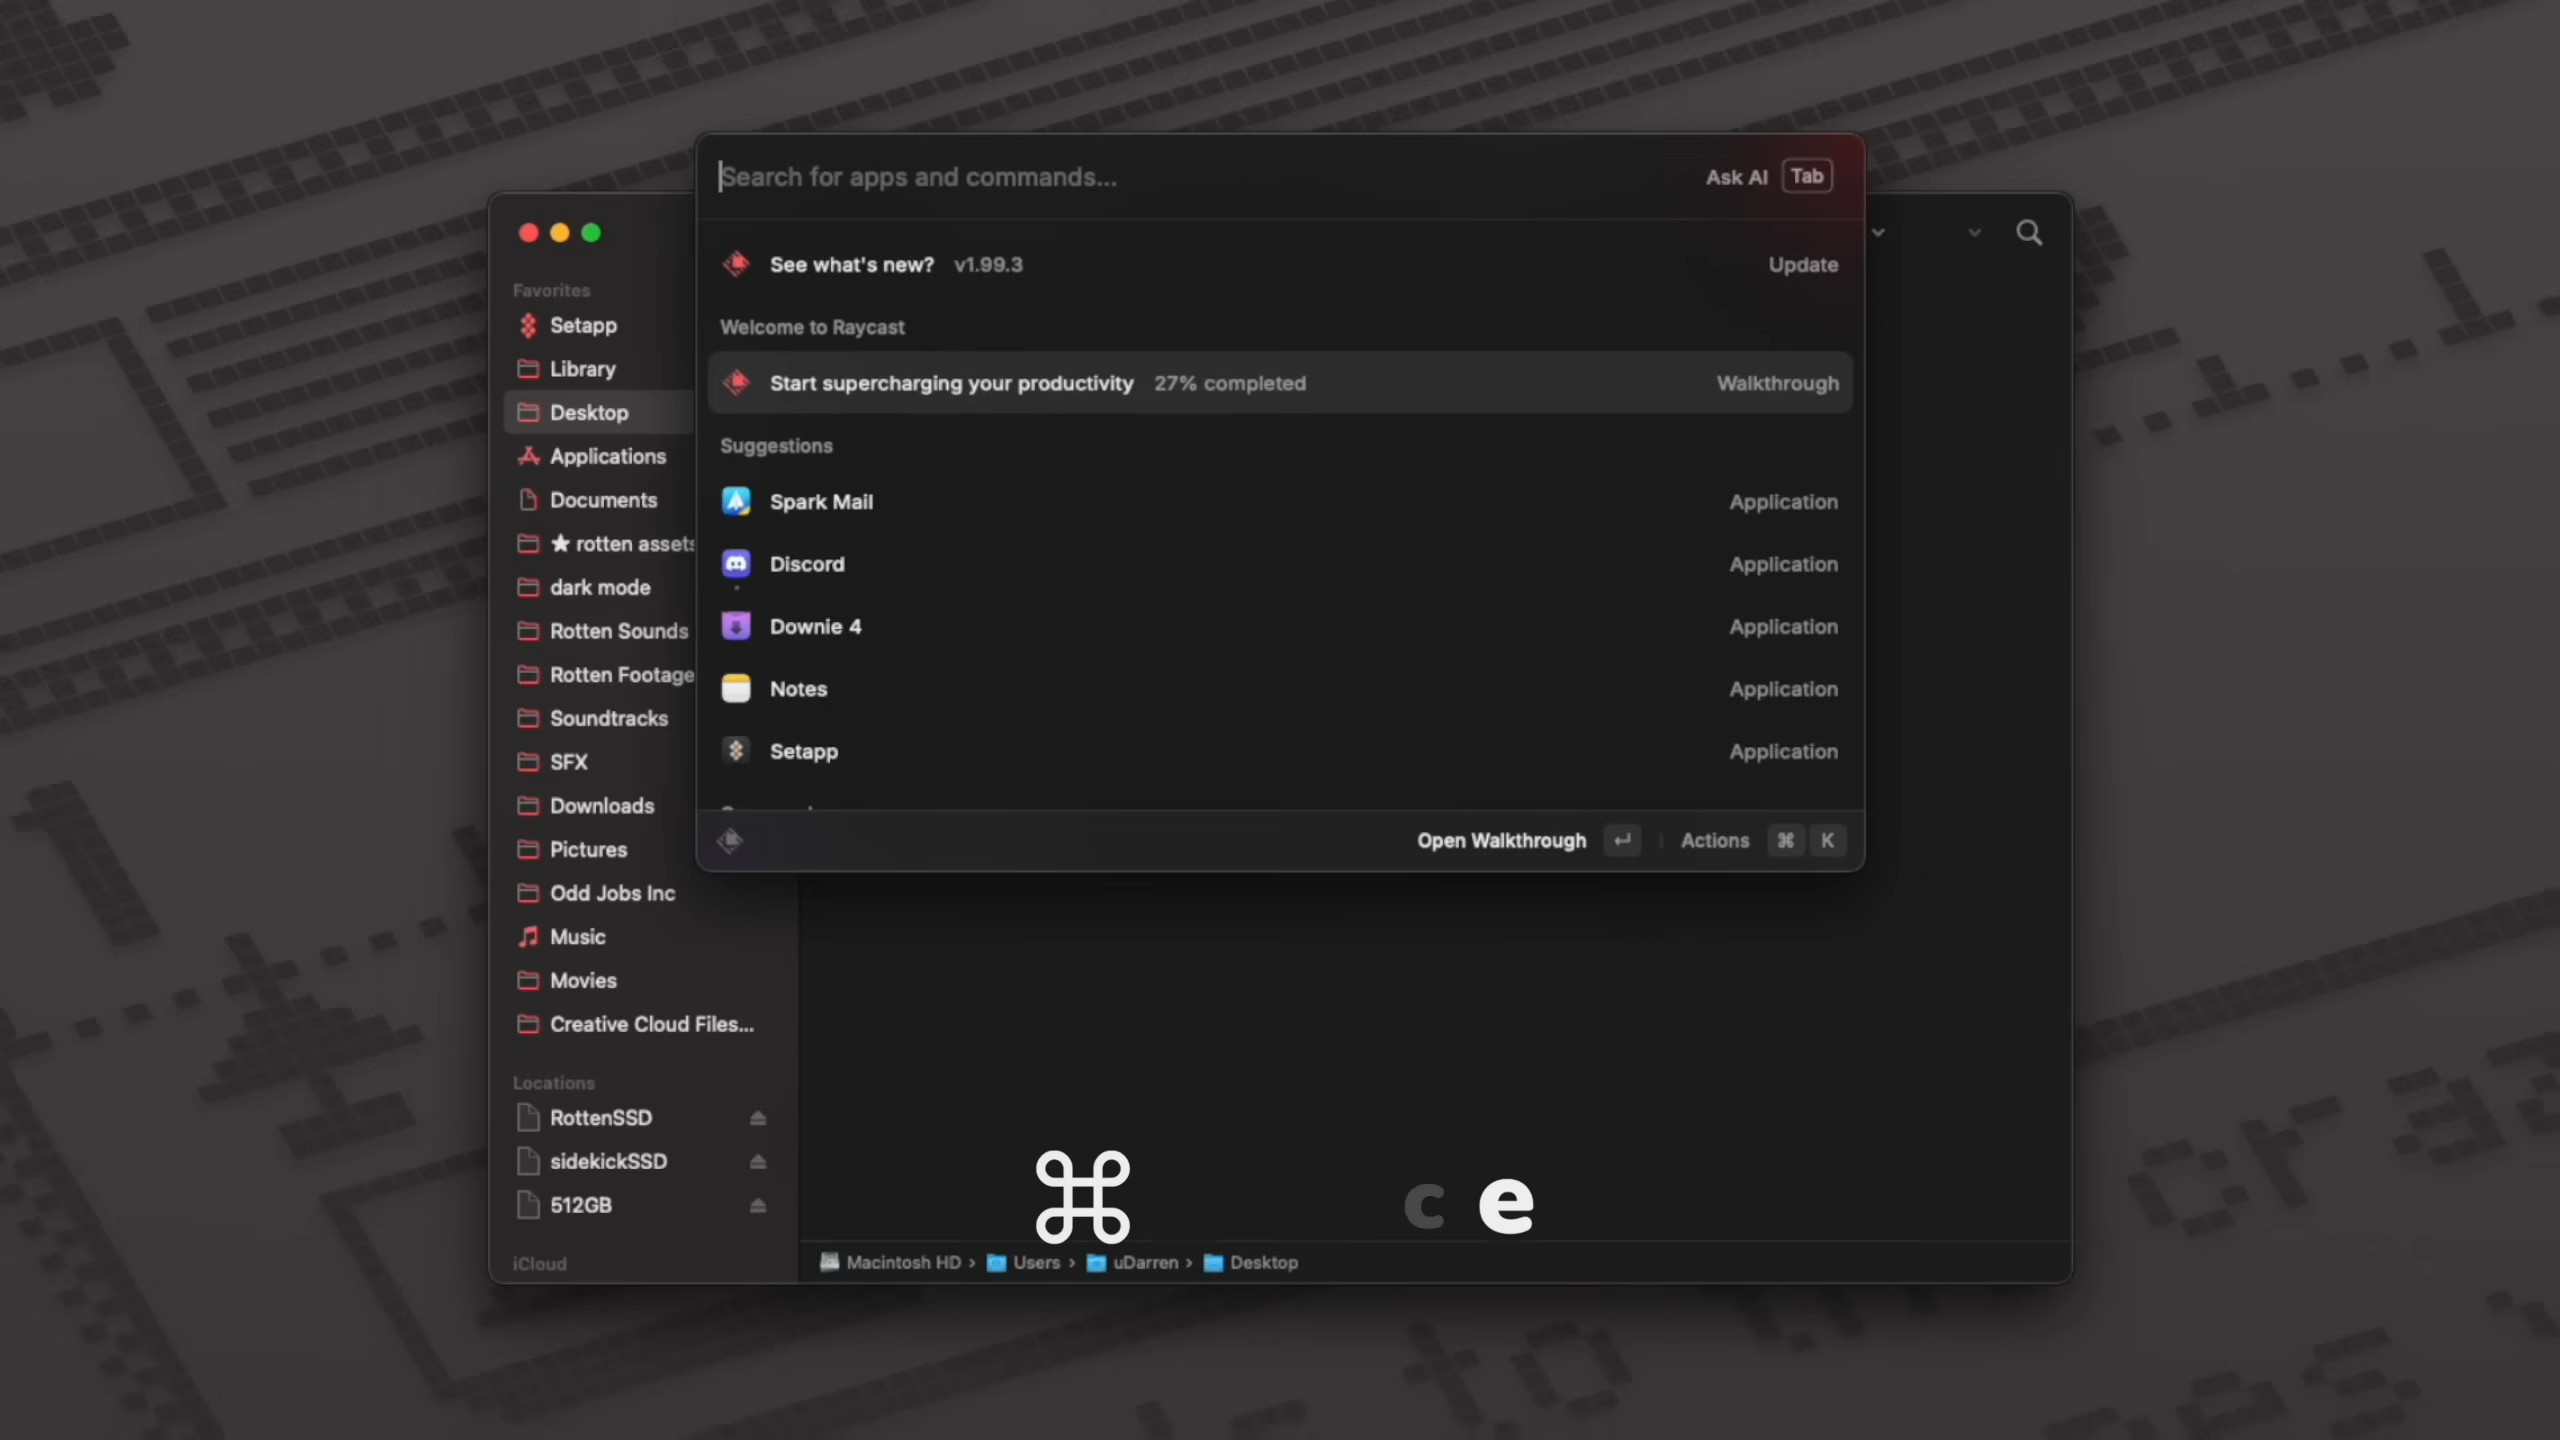 Search for apps and commands...
Ask AI Tab
See what's new? v1.99.3 Update
Welcome to Raycast
Start supercharging your productivity 27% completed Walkthrough
Suggestions
Spark Mail Application
Discord Application
Downie 4 Application
Notes Application
Setapp Application
Open Walkthrough ↵ Actions ⌘ K
Favorites
Setapp
Library
Desktop
Applications
Documents
★ rotten assets
dark mode
Rotten Sounds
Rotten Footage
Soundtracks
SFX
Downloads
Pictures
Odd Jobs Inc
Music
Movies
Creative Cloud Files...
Locations
RottenSSD
sidekickSSD
512GB
iCloud
⌘ c e
Macintosh HD › Users › uDarren › Desktop
to